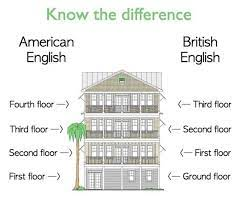 Know the difference
American
English
British
English
Fourth floor
Third floor
Third floor
Second floor
Second floor
First floor
First floor
Ground floor